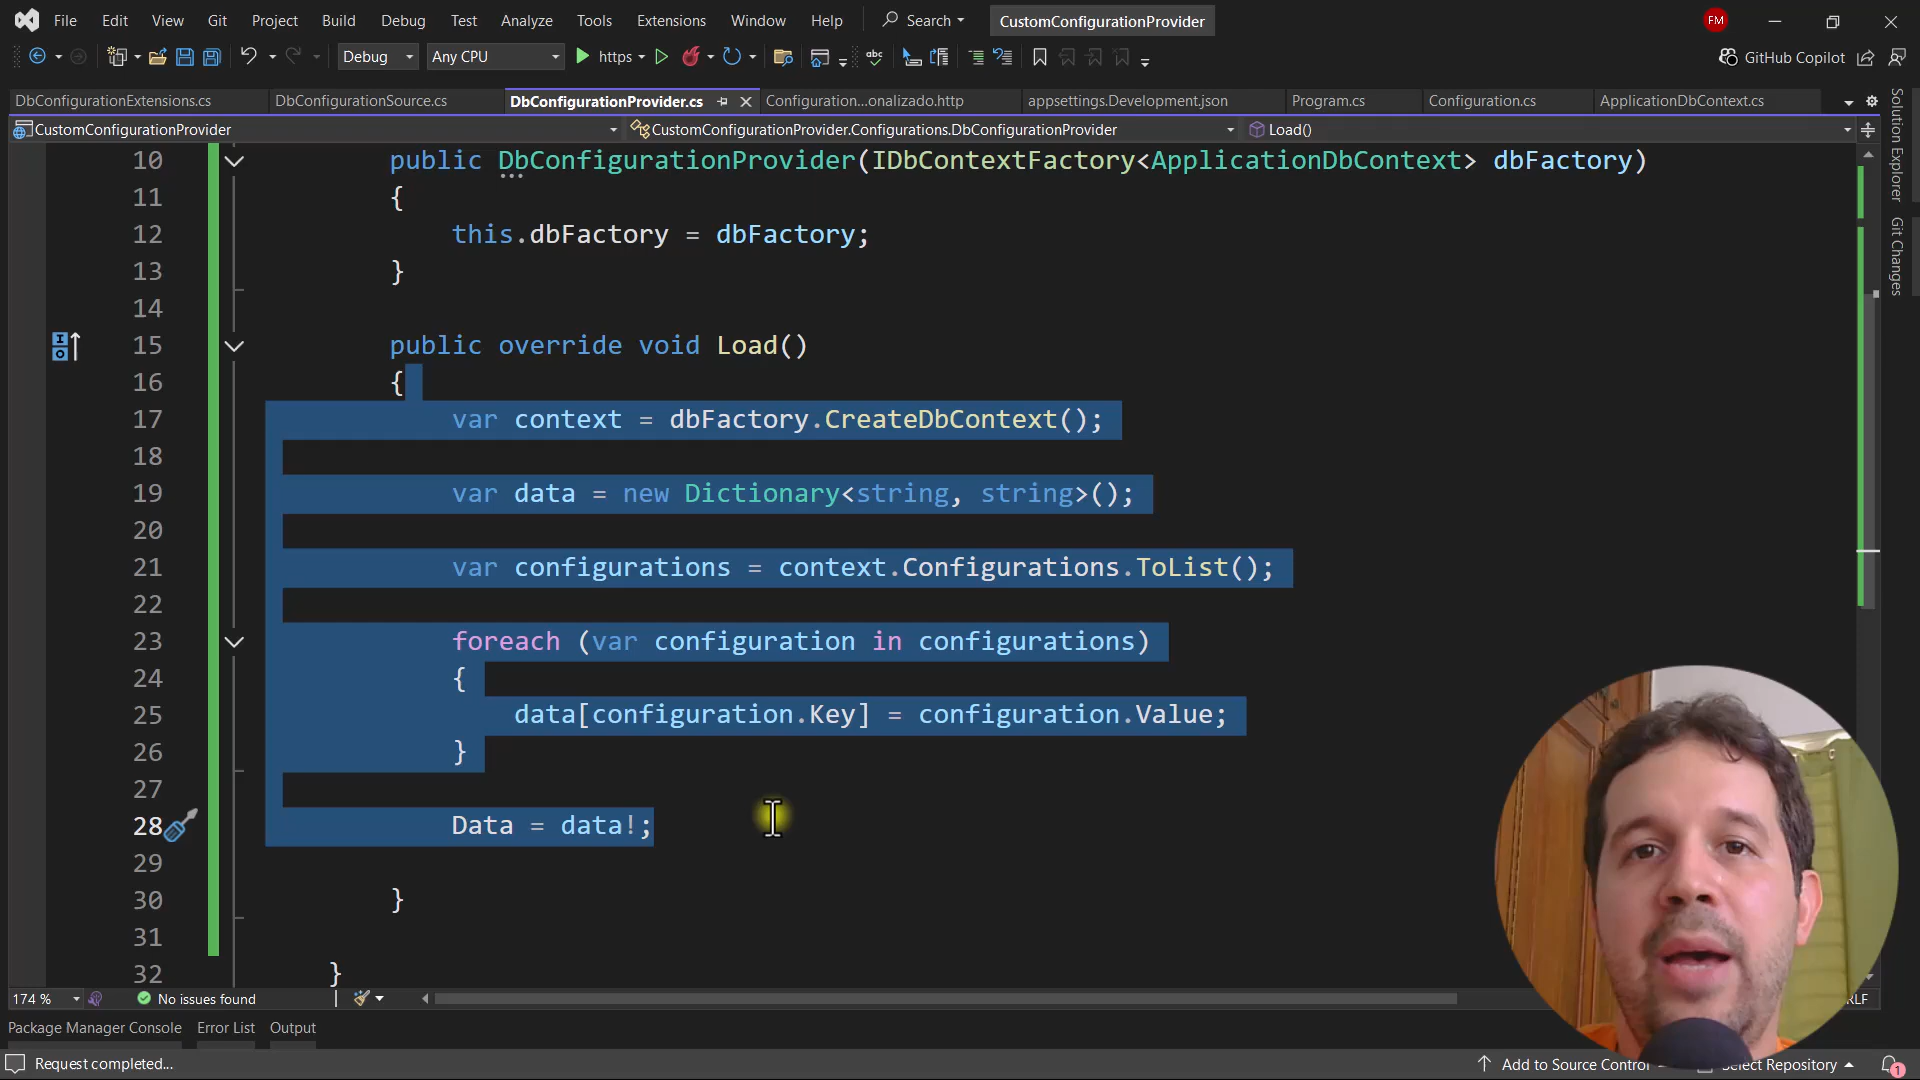 File Edit View Git Project Build Debug Test Analyze Tools Extensions Window Help Search CustomConfigurationProvider FM
Debug Any CPU https GitHub Copilot
DbConfigurationExtensions.cs DbConfigurationSource.cs DbConfigurationProvider.cs Configuration...onalizado.http appsettings.Development.json Program.cs Configuration.cs ApplicationDbContext.cs
CustomConfigurationProvider CustomConfigurationProvider.Configurations.DbConfigurationProvider Load()
10 public DbConfigurationProvider(IDbContextFactory<ApplicationDbContext> dbFactory)
11 {
12 this.dbFactory = dbFactory;
13 }
14
15 public override void Load()
16 {
17 var context = dbFactory.CreateDbContext();
18
19 var data = new Dictionary<string, string>();
20
21 var configurations = context.Configurations.ToList();
22
23 foreach (var configuration in configurations)
24 {
25 data[configuration.Key] = configuration.Value;
26 }
27
28 Data = data!;
29
30 }
31
32 }
Solution Explorer
Git Changes
174 % No issues found RLF
Package Manager Console Error List Output
Request completed... Add to Source Control Select Repository 1